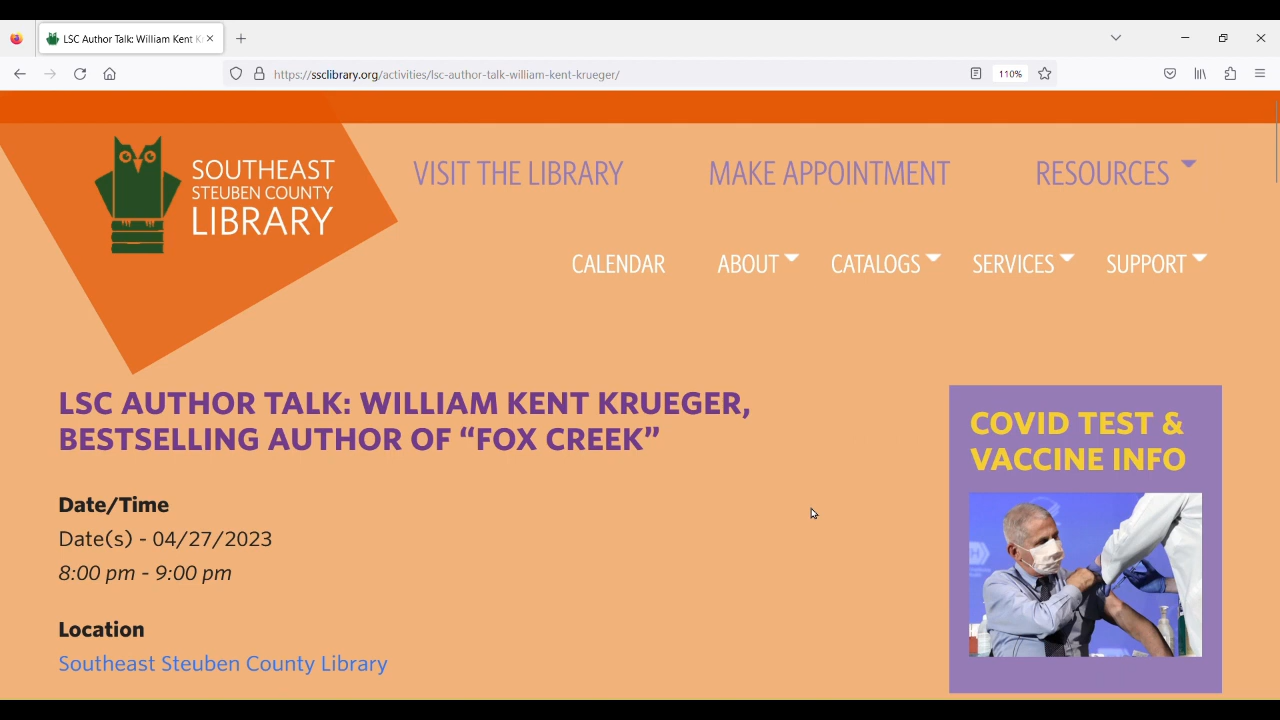 LSC Author Talk: William Kent K
https://ssclibrary.org/activities/lsc-author-talk-william-kent-krueger/
110%
SOUTHEAST
STEUBEN COUNTY
LIBRARY
VISIT THE LIBRARY
MAKE APPOINTMENT
RESOURCES
CALENDAR
ABOUT
CATALOGS
SERVICES
SUPPORT
LSC AUTHOR TALK: WILLIAM KENT KRUEGER,
BESTSELLING AUTHOR OF “FOX CREEK”
Date/Time
Date(s) - 04/27/2023
8:00 pm - 9:00 pm
Location
Southeast Steuben County Library
COVID TEST &
VACCINE INFO